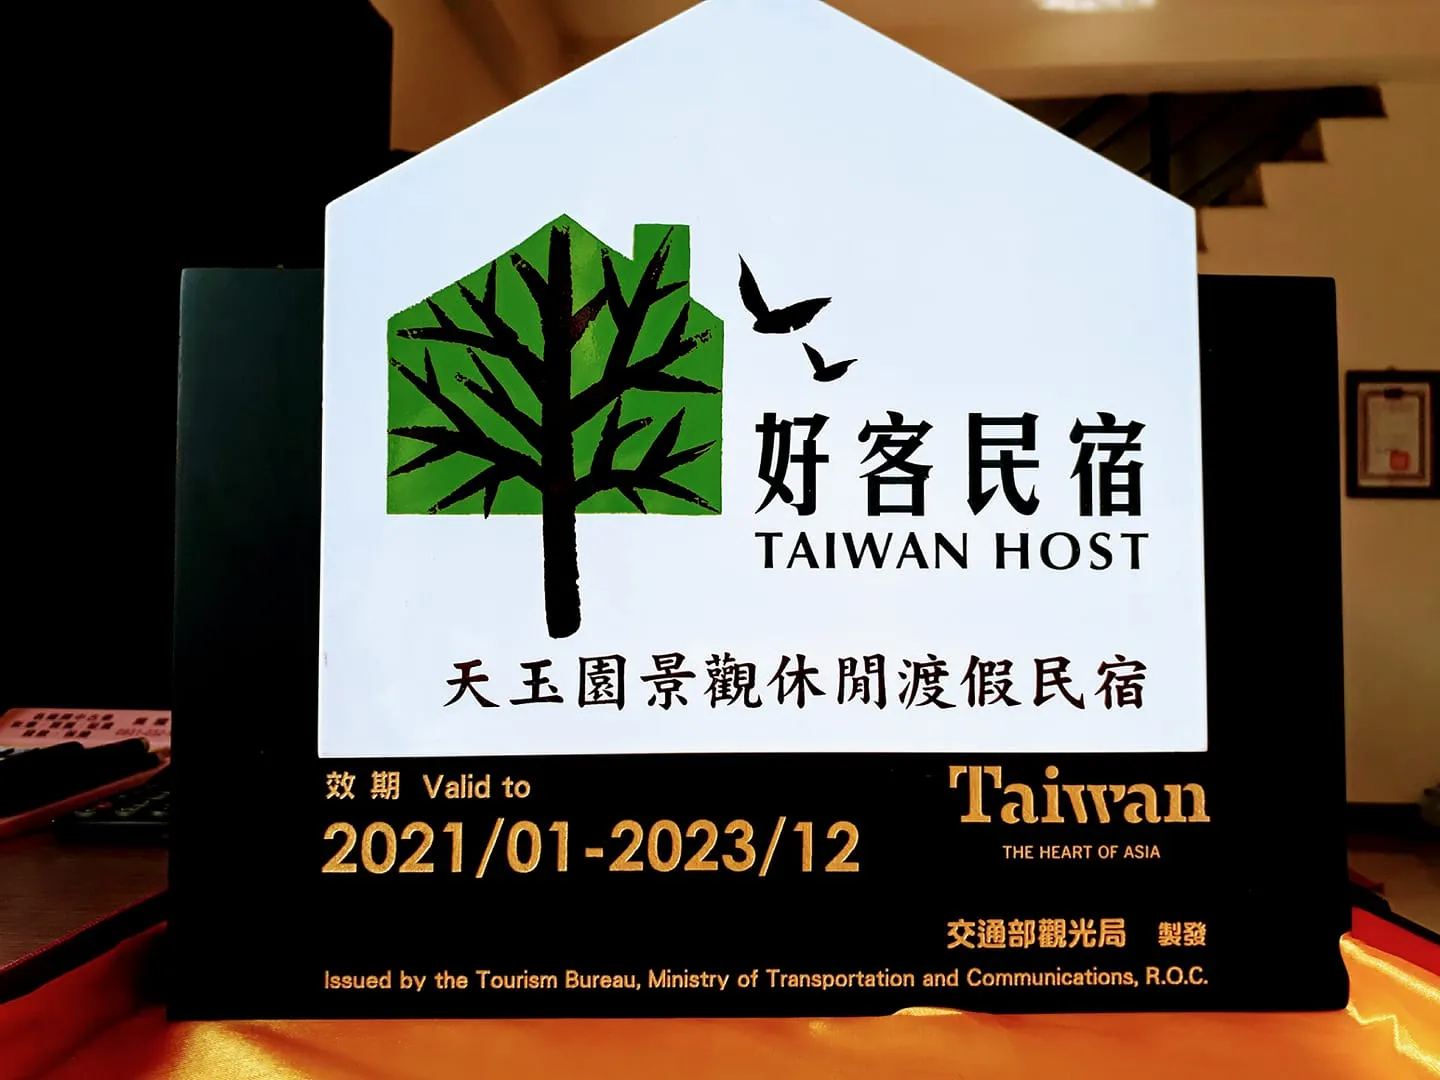 好客民宿
TAIWAN HOST
天玉園景觀休閒渡假民宿
效期 Valid to
2021/01-2023/12
Taiwan
THE HEART OF ASIA
交通部觀光局 製發
Issued by the Tourism Bureau, Ministry of Transportation and Communications, R.O.C.